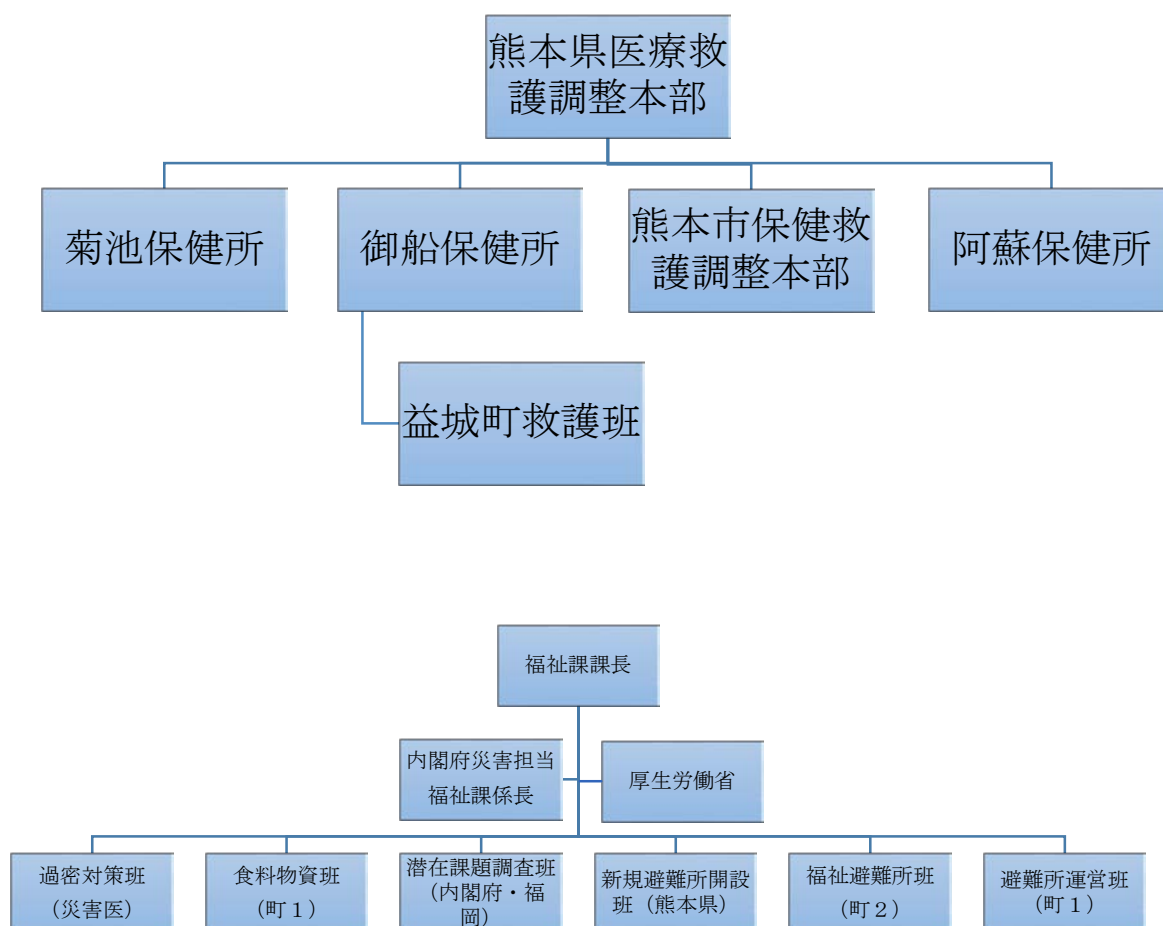 熊本県医療救
護調整本部
菊池保健所
御船保健所
熊本市保健救
護調整本部
阿蘇保健所
益城町救護班
福祉課課長
内閣府災害担当
福祉課係長
厚生労働省
過密対策班
（災害医）
食料物資班
（町１）
潜在課題調査班
（内閣府・福
岡）
新規避難所開設
班（熊本県）
福祉避難所班
（町２）
避難所運営班
（町１）